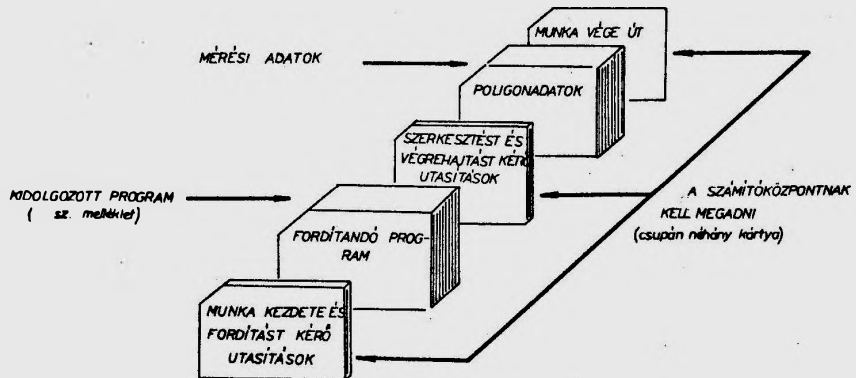 MUNKA VÉGE ÚT
MÉRÉSI ADATOK
POLIGONADATOK
SZERKESZTÉST ÉS
VÉGREHAJTÁST KÉRŐ
UTASÍTÁSOK
KIDOLGOZOTT PROGRAM
( sz. melléklet)
A SZÁMÍTÓKÖZPONTNAK
KELL MEGADNI
(csupán néhány kártya)
FORDÍTANDÓ PROG-
RAM
MUNKA KEZDETE ÉS
FORDÍTÁST KÉRŐ
UTASÍTÁSOK